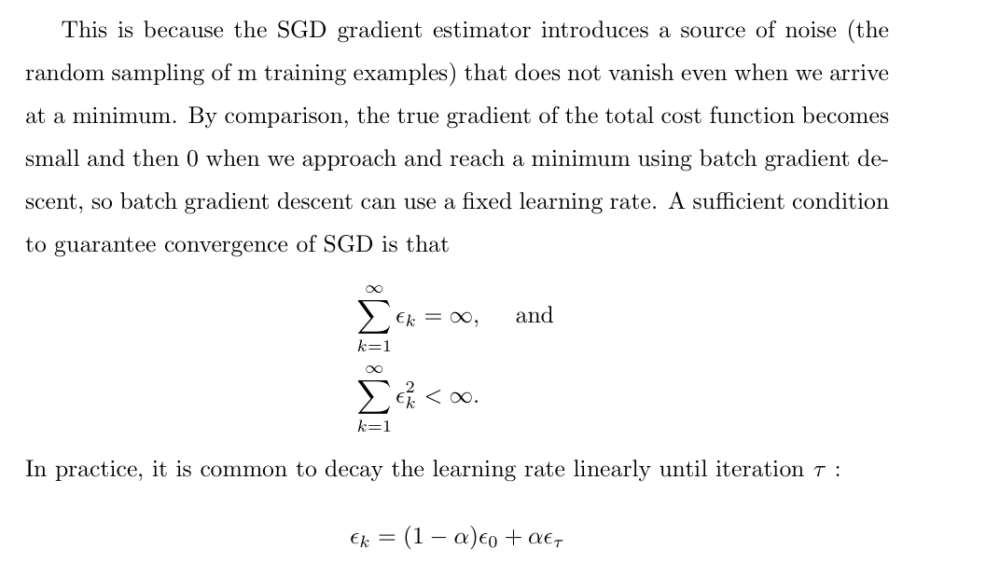 This is because the SGD gradient estimator introduces a source of noise (the
random sampling of m training examples) that does not vanish even when we arrive
at a minimum. By comparison, the true gradient of the total cost function becomes
small and then 0 when we approach and reach a minimum using batch gradient de-
scent, so batch gradient descent can use a fixed learning rate. A sufficient condition
to guarantee convergence of SGD is that
$\sum_{k=1}^{\infty} \epsilon_k = \infty,$ and
$\sum_{k=1}^{\infty} \epsilon_k^2 < \infty.$
In practice, it is common to decay the learning rate linearly until iteration $\tau$ :
$\epsilon_k = (1 - \alpha)\epsilon_0 + \alpha\epsilon_\tau$